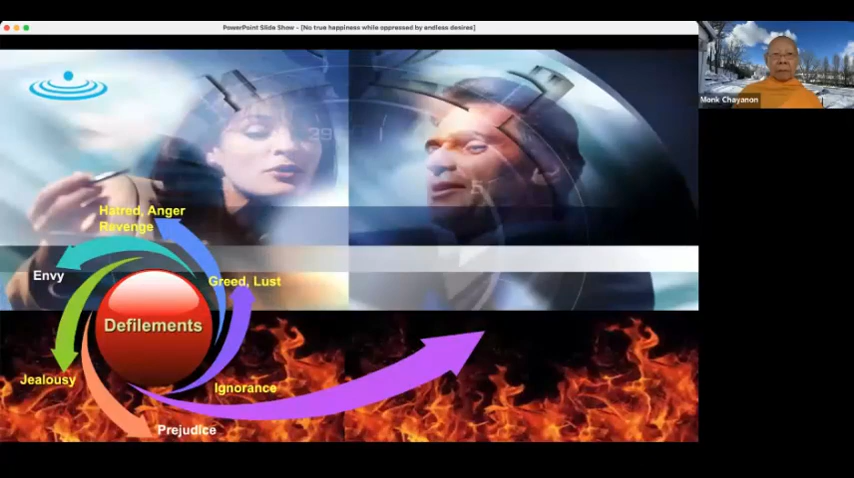 PowerPoint Slide Show - [No true happiness while oppressed by endless desires]
Monk Chayanon
39
Hatred, Anger
Revenge
Envy
Greed, Lust
Defilements
Jealousy
Ignorance
Prejudice